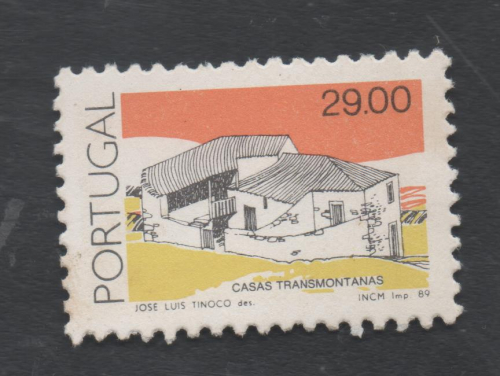 29.00
PORTUGAL
CASAS TRANSMONTANAS
JOSE LUIS TINOCO des.
INCM Imp 89